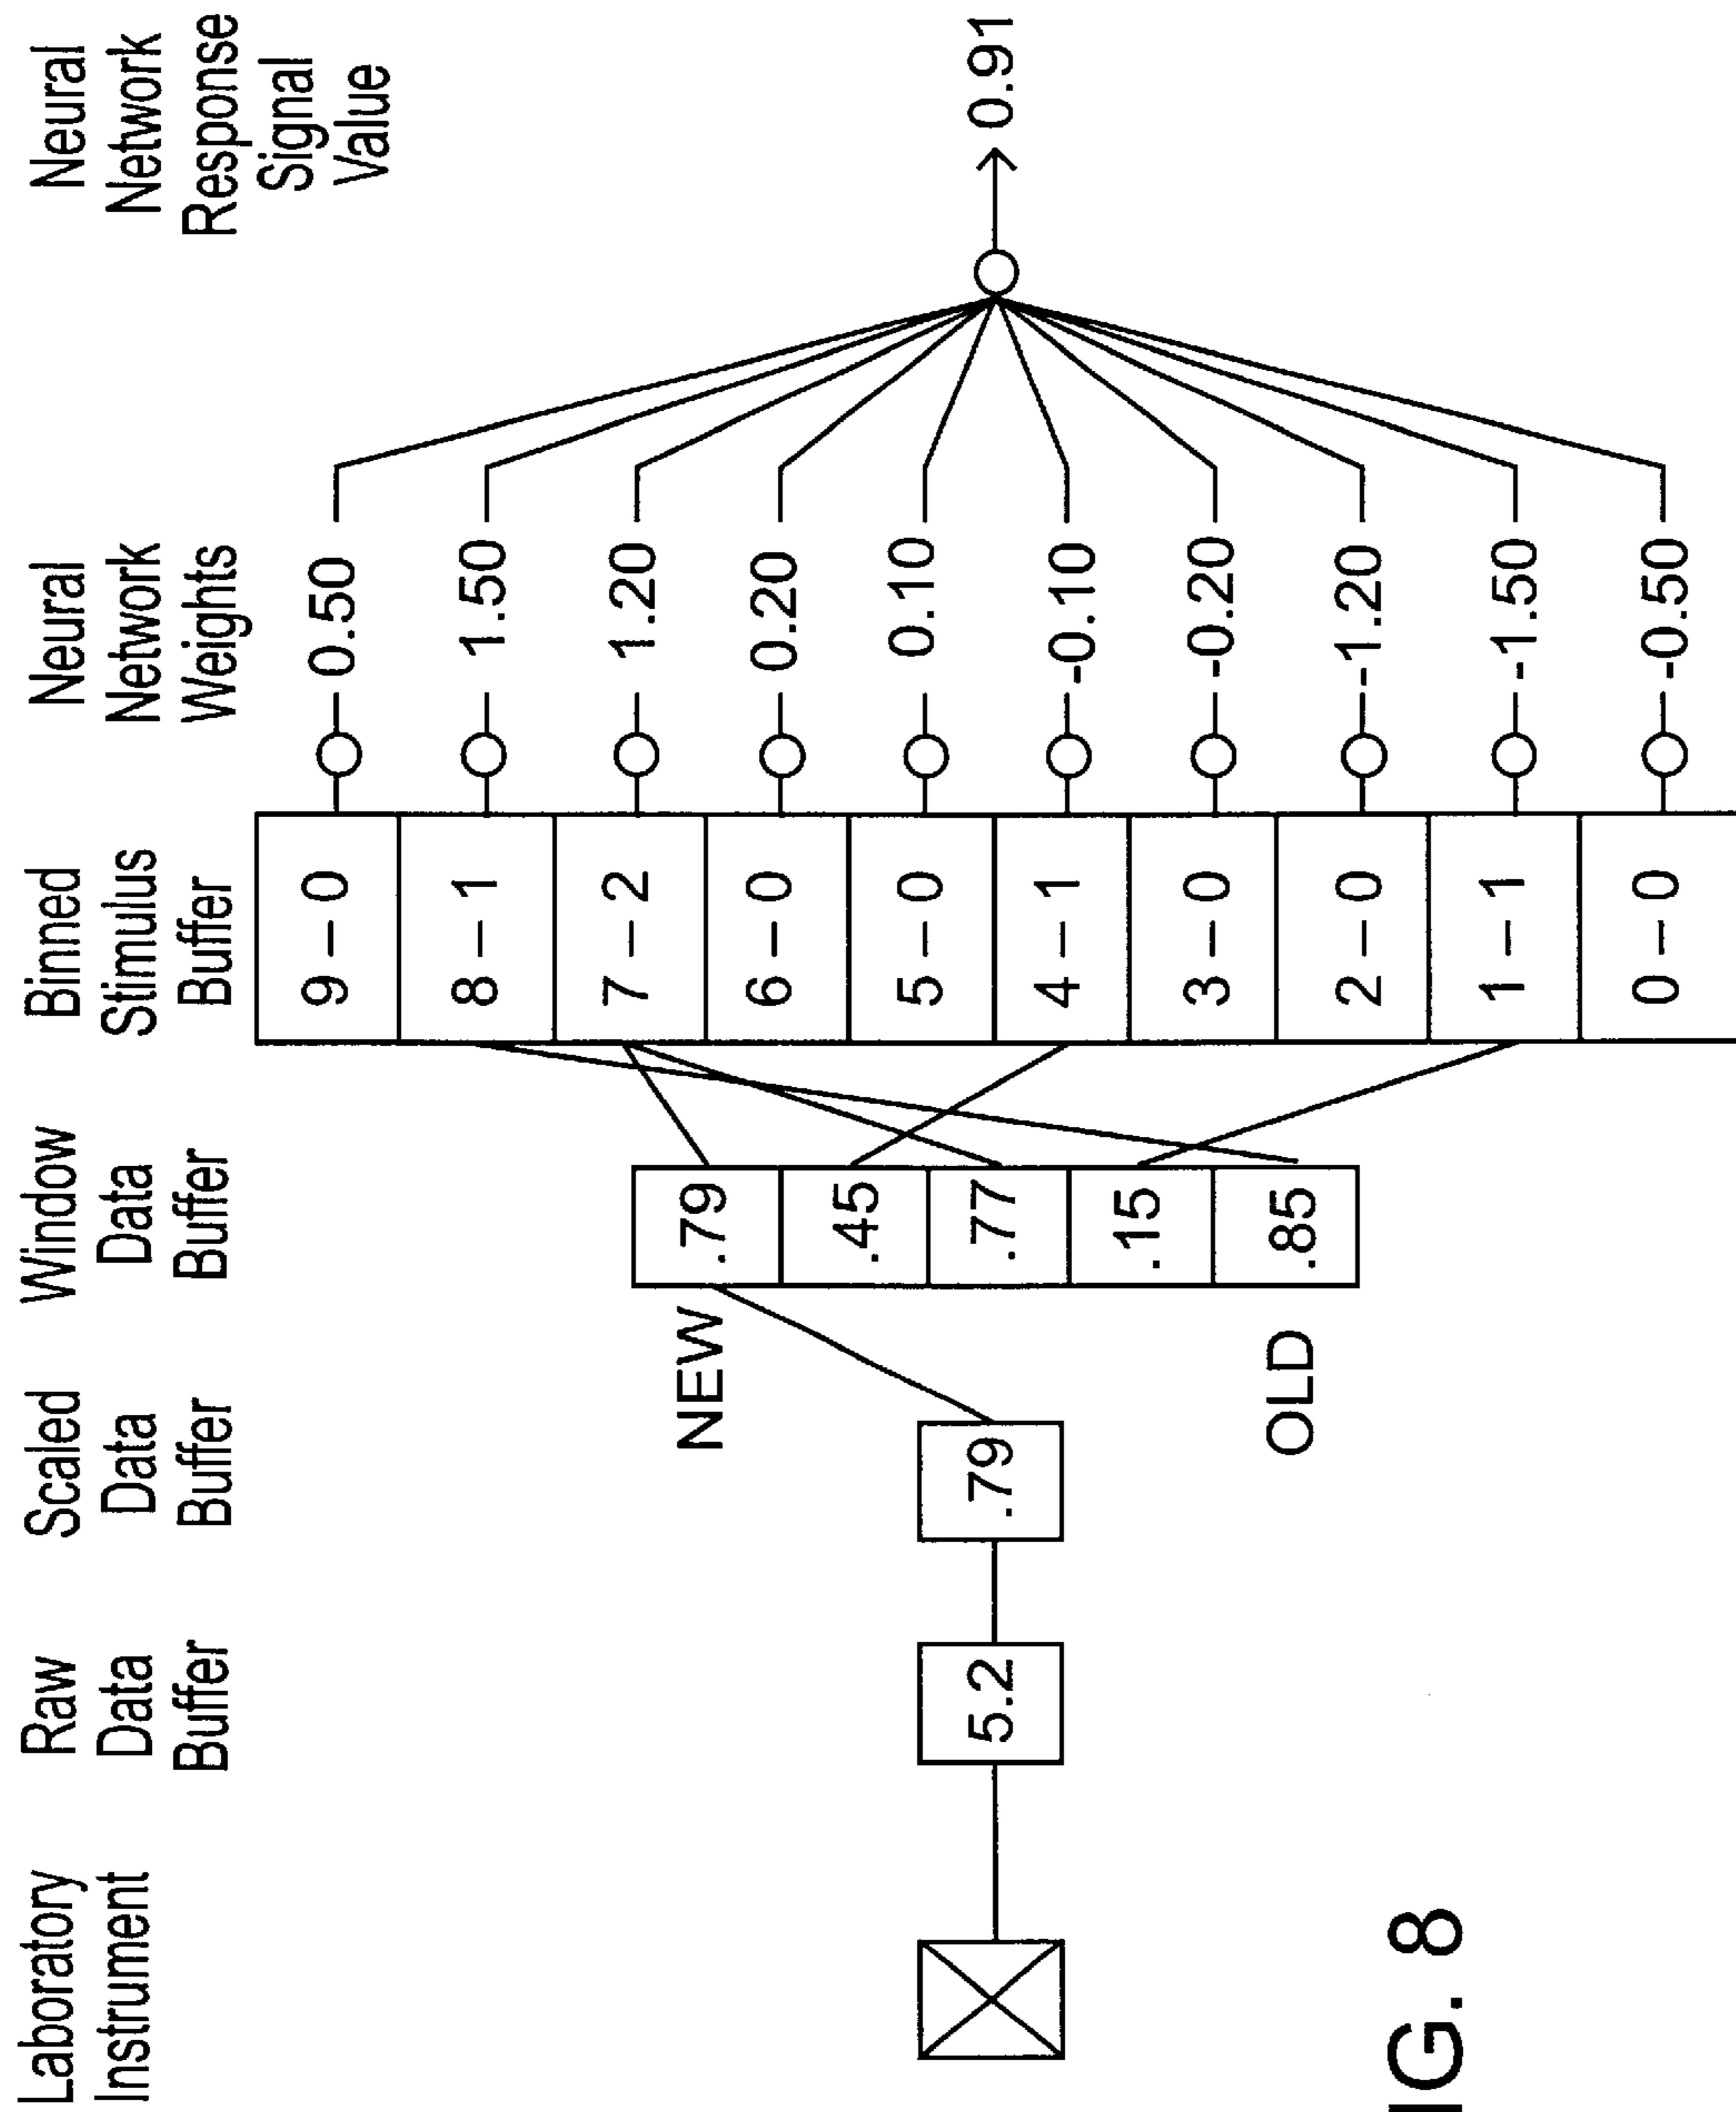 Laboratory
Instrument
Raw
Data
Buffer
Scaled
Data
Buffer
Window
Data
Buffer
Binned
Stimulus
Buffer
Neural
Network
Weights
Neural
Network
Response
Signal
Value
5.2
.79
NEW
OLD
.79
.45
.77
.15
.85
9 – 0
8 – 1
7 – 2
6 – 0
5 – 0
4 – 1
3 – 0
2 – 0
1 – 1
0 – 0
0.50
1.50
1.20
0.20
0.10
-0.10
-0.20
-1.20
-1.50
-0.50
0.91
IG. 8